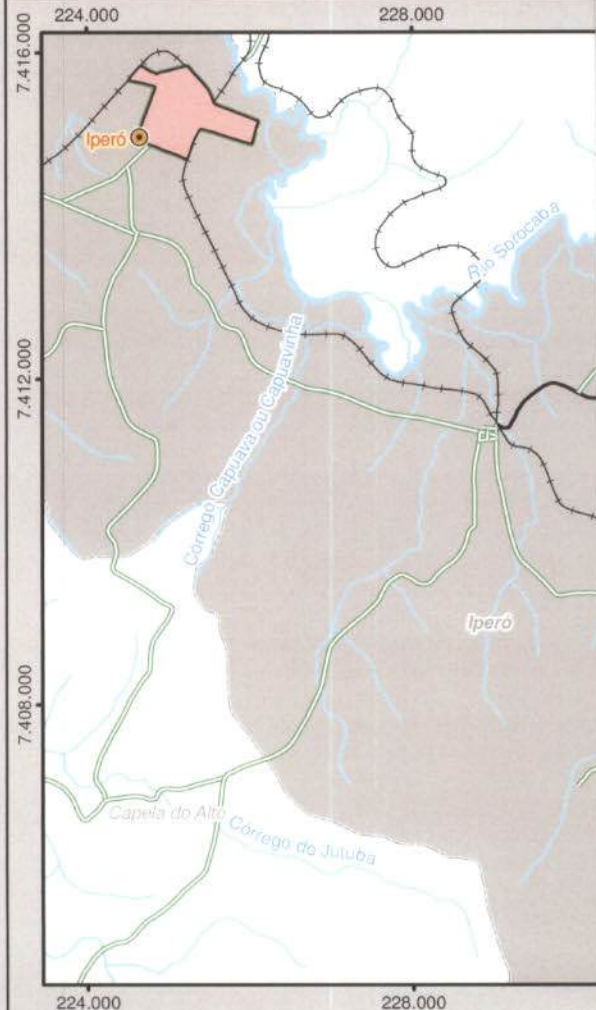 224.000
228.000
7.416.000
Iperó
Rio Sorocaba
7.412.000
Córrego Capuava ou Capuavinha
Iperó
7.408.000
Capela do Alto
Córrego do Jutuba
224.000
228.000